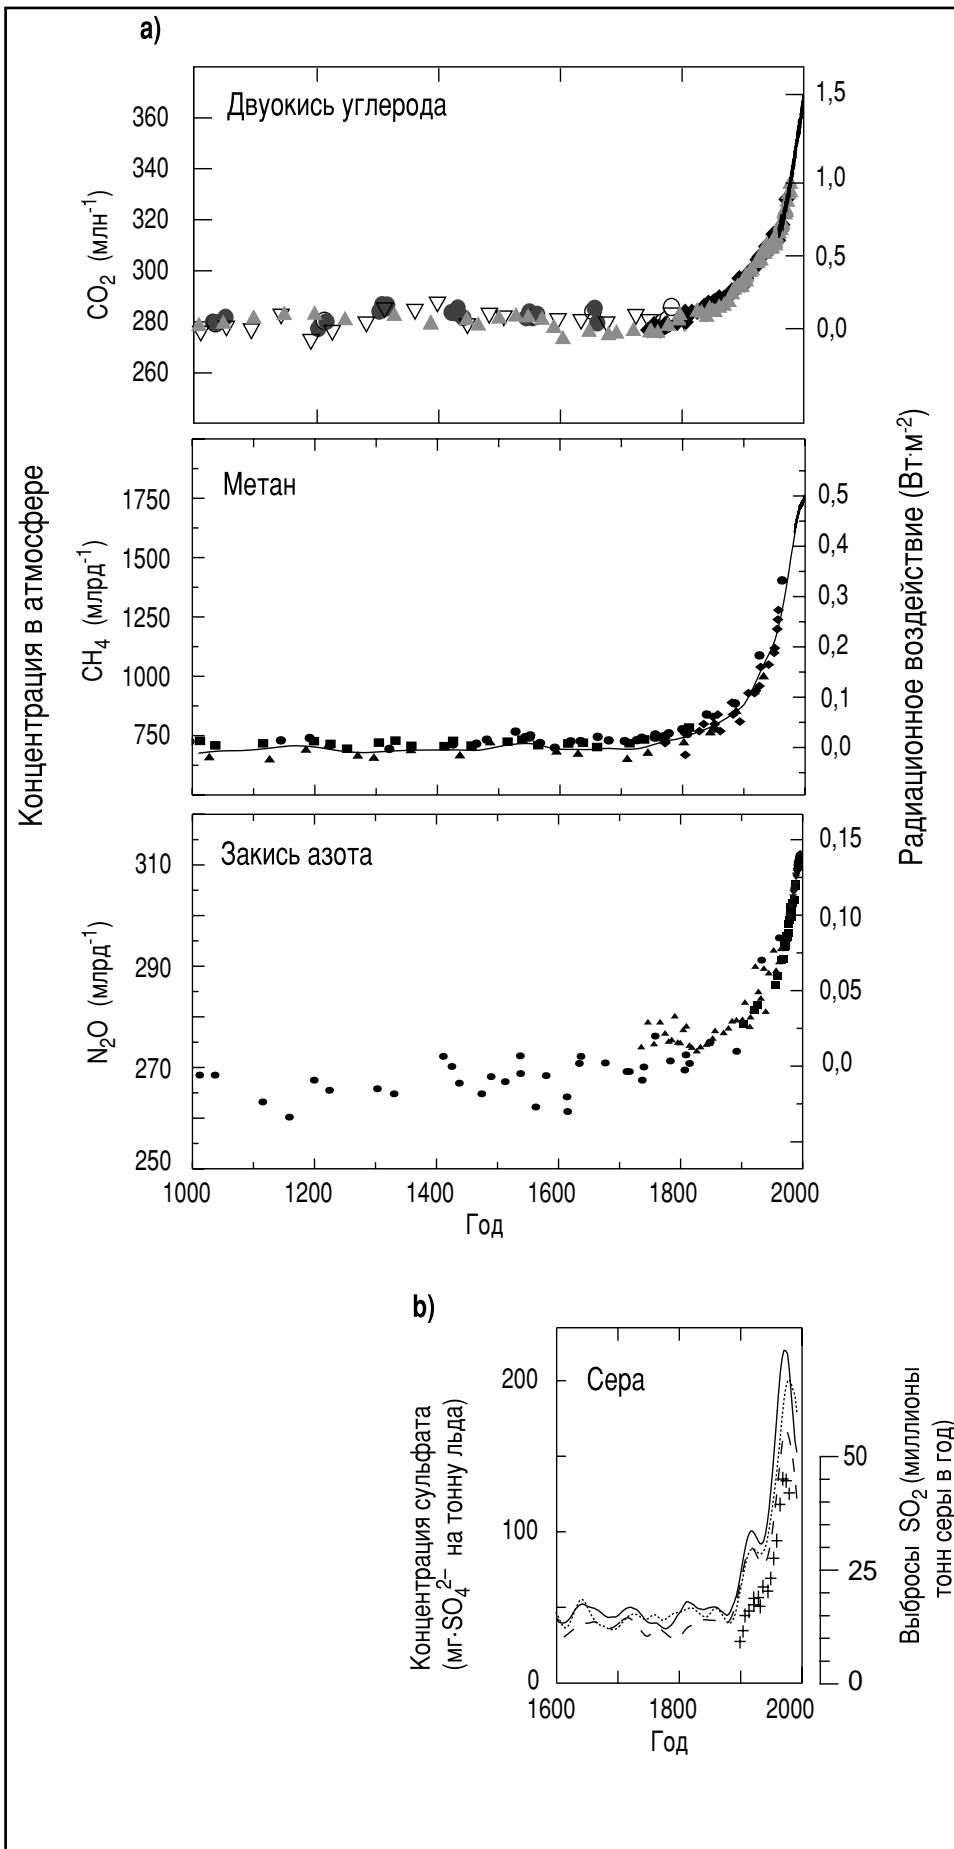 a)
Двуокись углерода
360
340
320
300
280
260
CO2 (млн-1)
1,5
1,0
0,5
0,0
Концентрация в атмосфере
Радиационное воздействие (Вт·м-2)
Метан
1750
1500
1250
1000
750
CH4 (млрд-1)
0,5
0,4
0,3
0,2
0,1
0,0
Закись азота
310
290
270
250
N2O (млрд-1)
0,15
0,10
0,05
0,0
1000 1200 1400 1600 1800 2000
Год
b)
Сера
200
100
0
Концентрация сульфата
(мг·SO4 2– на тонну льда)
50
25
0
Выбросы SO2 (миллионы
тонн серы в год)
1600 1800 2000
Год